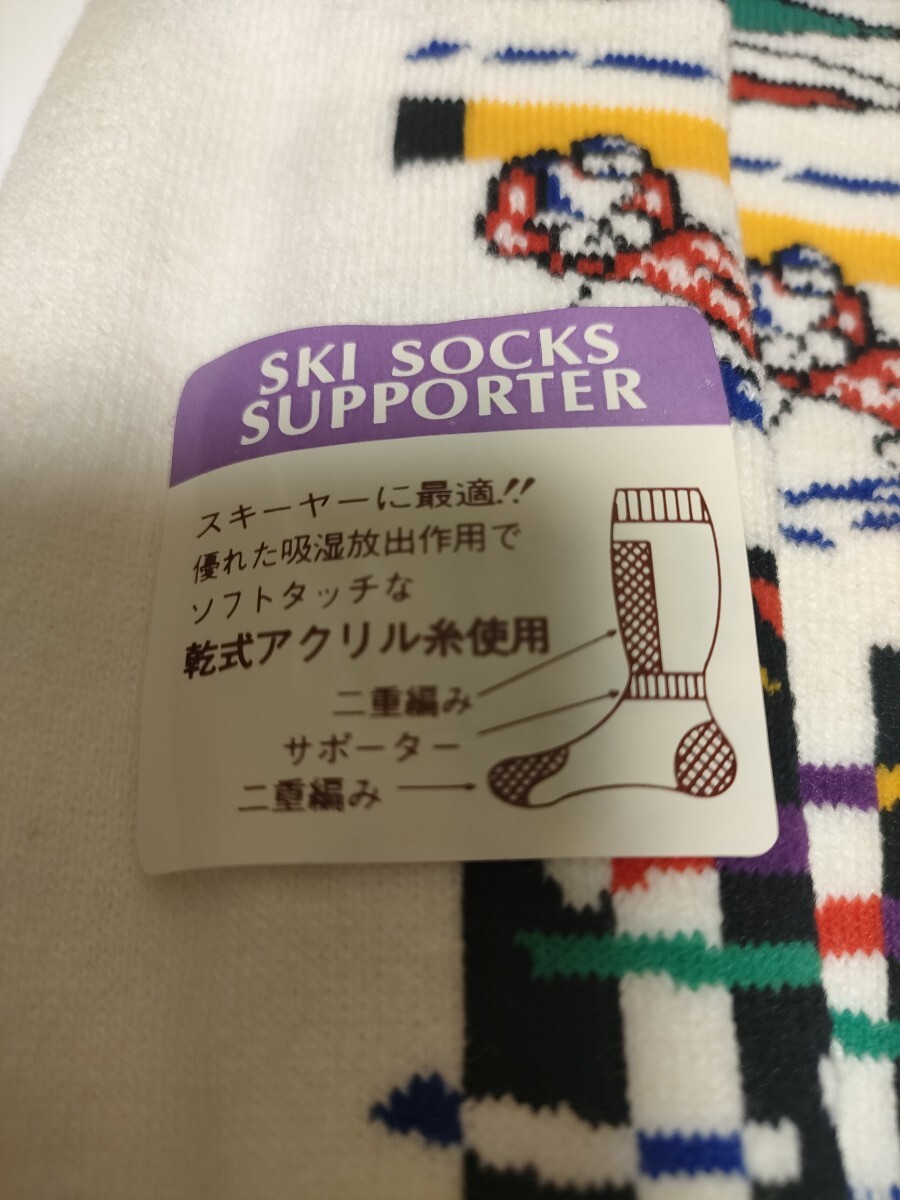 SKI SOCKS
SUPPORTER
スキーヤーに最適!!
優れた吸湿放出作用で
ソフトタッチな
乾式アクリル糸使用
二重編み
サポーター
二重編み